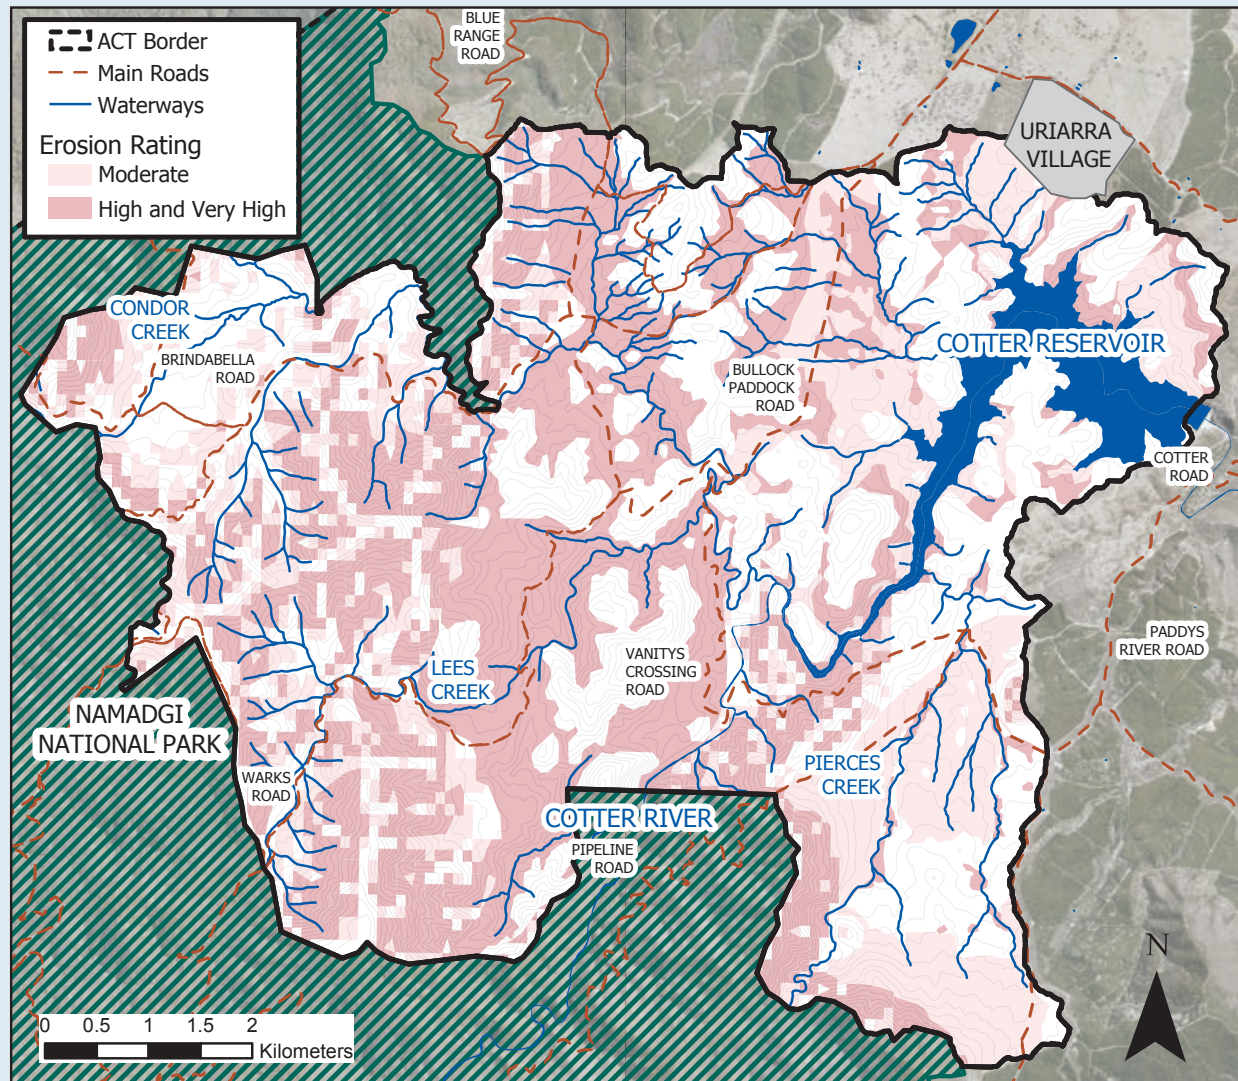 ACT Border
Main Roads
Waterways
Erosion Rating
Moderate
High and Very High
BLUE
RANGE
ROAD
URIARRA
VILLAGE
CONDOR
CREEK
BRINDABELLA
ROAD
COTTER RESERVOIR
BULLOCK
PADDOCK
ROAD
COTTER
ROAD
PADDYS
RIVER ROAD
VANITYS
CROSSING
ROAD
LEES
CREEK
NAMADGI
NATIONAL PARK
WARKS
ROAD
PIERCES
CREEK
COTTER RIVER
PIPELINE
ROAD
N
0 0.5 1 1.5 2
Kilometers